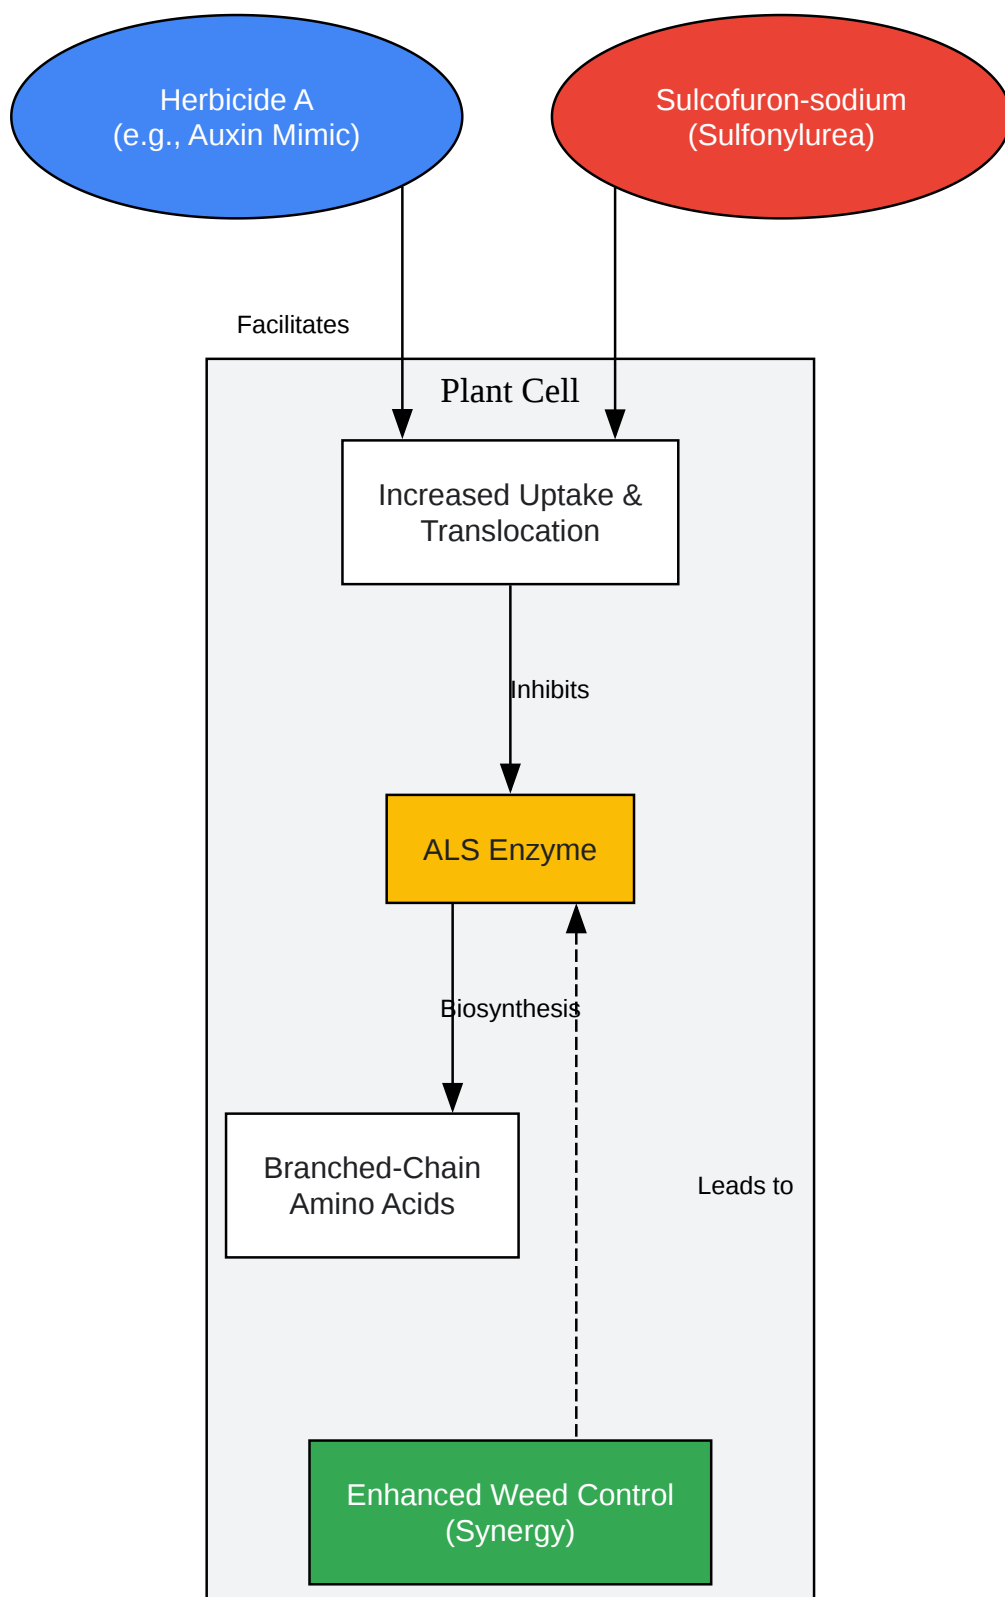 Herbicide A
(e.g., Auxin Mimic)
Sulcofuron-sodium
(Sulfonylurea)
Facilitates
Plant Cell
Increased Uptake &
Translocation
Inhibits
ALS Enzyme
Biosynthesis
Branched-Chain
Amino Acids
Leads to
Enhanced Weed Control
(Synergy)